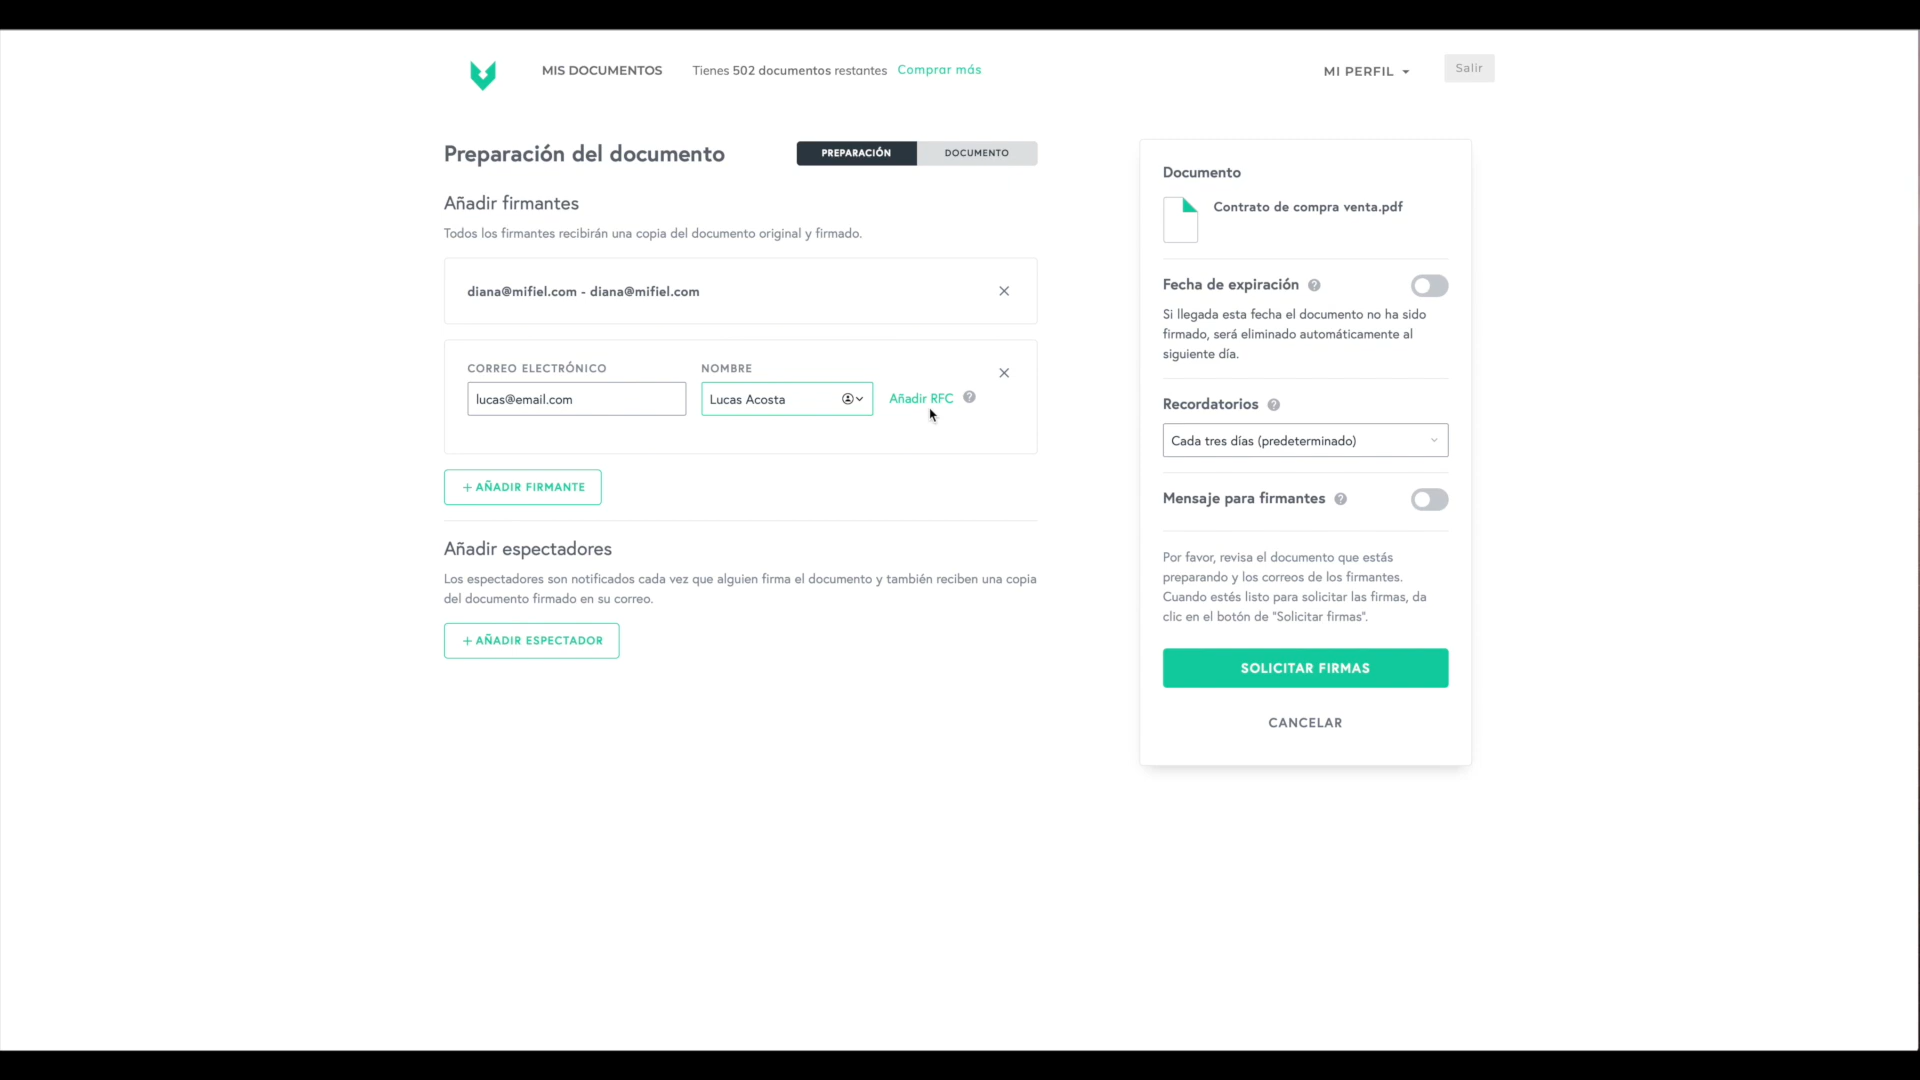 MIS DOCUMENTOS
Tienes 502 documentos restantes Comprar más
MI PERFIL
Salir
Preparación del documento
PREPARACIÓN
DOCUMENTO
Añadir firmantes
Todos los firmantes recibirán una copia del documento original y firmado.
diana@mifiel.com - diana@mifiel.com
CORREO ELECTRÓNICO
NOMBRE
lucas@email.com
Lucas Acosta
Añadir RFC ?
+ AÑADIR FIRMANTE
Añadir espectadores
Los espectadores son notificados cada vez que alguien firma el documento y también reciben una copia
del documento firmado en su correo.
+ AÑADIR ESPECTADOR
Documento
Contrato de compra venta.pdf
Fecha de expiración ?
Si llegada esta fecha el documento no ha sido
firmado, será eliminado automáticamente al
siguiente día.
Recordatorios ?
Cada tres días (predeterminado)
Mensaje para firmantes ?
Por favor, revisa el documento que estás
preparando y los correos de los firmantes.
Cuando estés listo para solicitar las firmas, da
clic en el botón de "Solicitar firmas".
SOLICITAR FIRMAS
CANCELAR